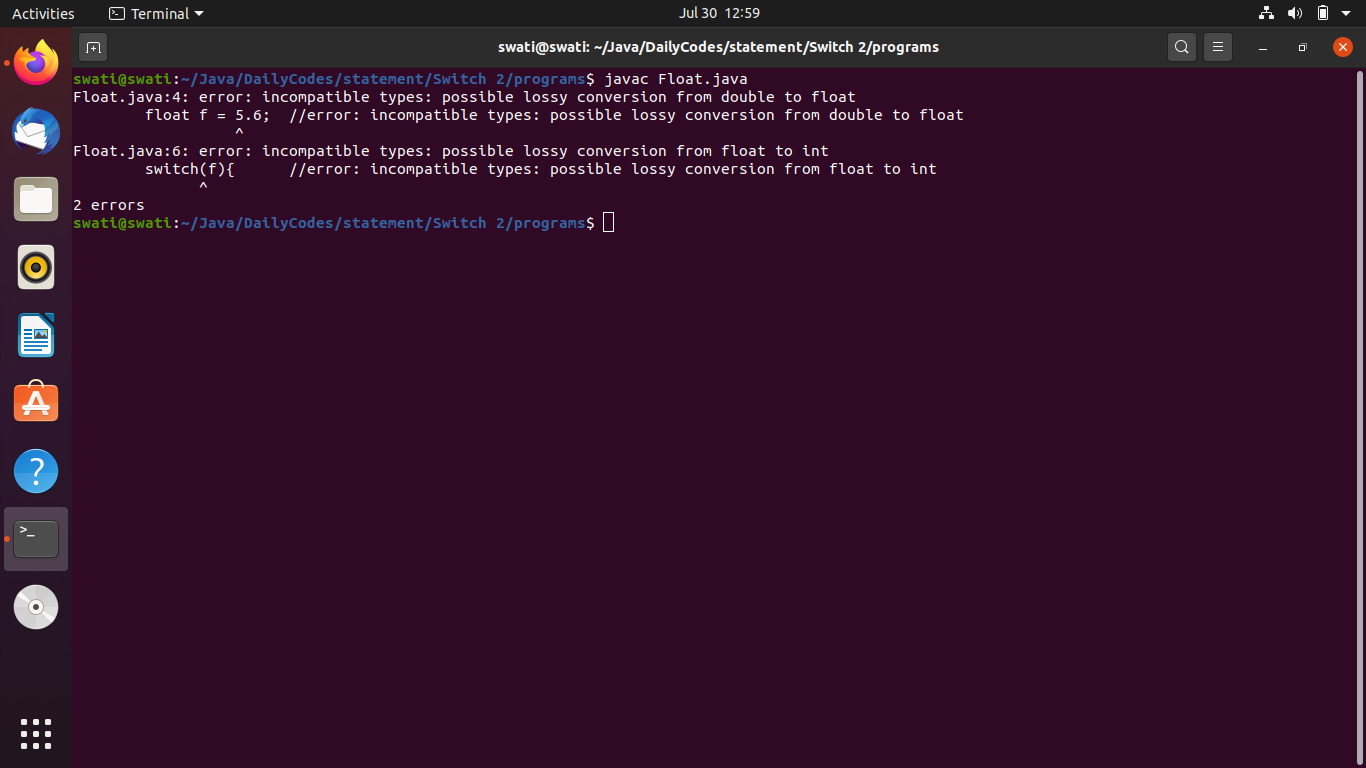 Activities
Terminal
Jul 30 12:59
swati@swati: ~/Java/DailyCodes/statement/Switch 2/programs
swati@swati:~/Java/DailyCodes/statement/Switch 2/programs$ javac Float.java
Float.java:4: error: incompatible types: possible lossy conversion from double to float
        float f = 5.6;  //error: incompatible types: possible lossy conversion from double to float
                  ^
Float.java:6: error: incompatible types: possible lossy conversion from float to int
        switch(f){      //error: incompatible types: possible lossy conversion from float to int
              ^
2 errors
swati@swati:~/Java/DailyCodes/statement/Switch 2/programs$